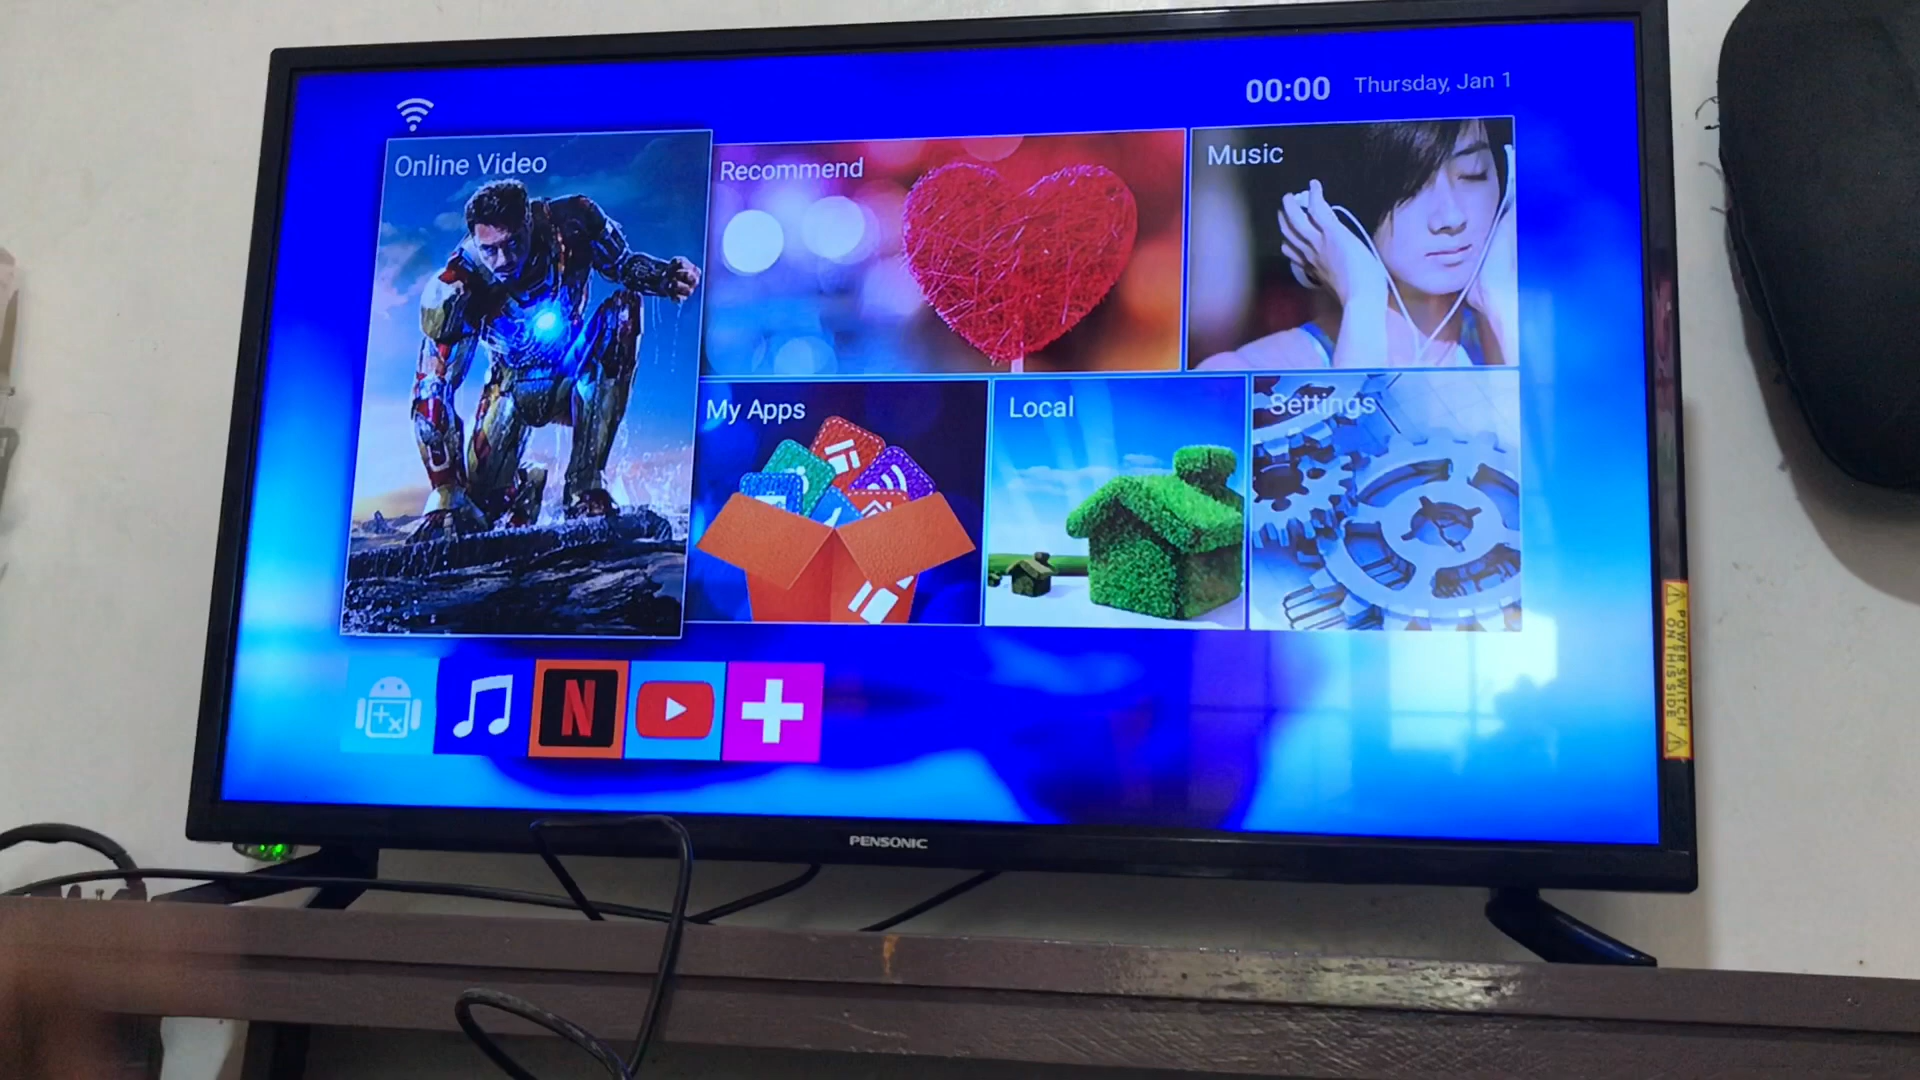 00:00 Thursday, Jan 1
Online Video
Recommend
Music
My Apps
Local
Settings
N
PENSONIC
POWER SWITCH
ON THIS SIDE